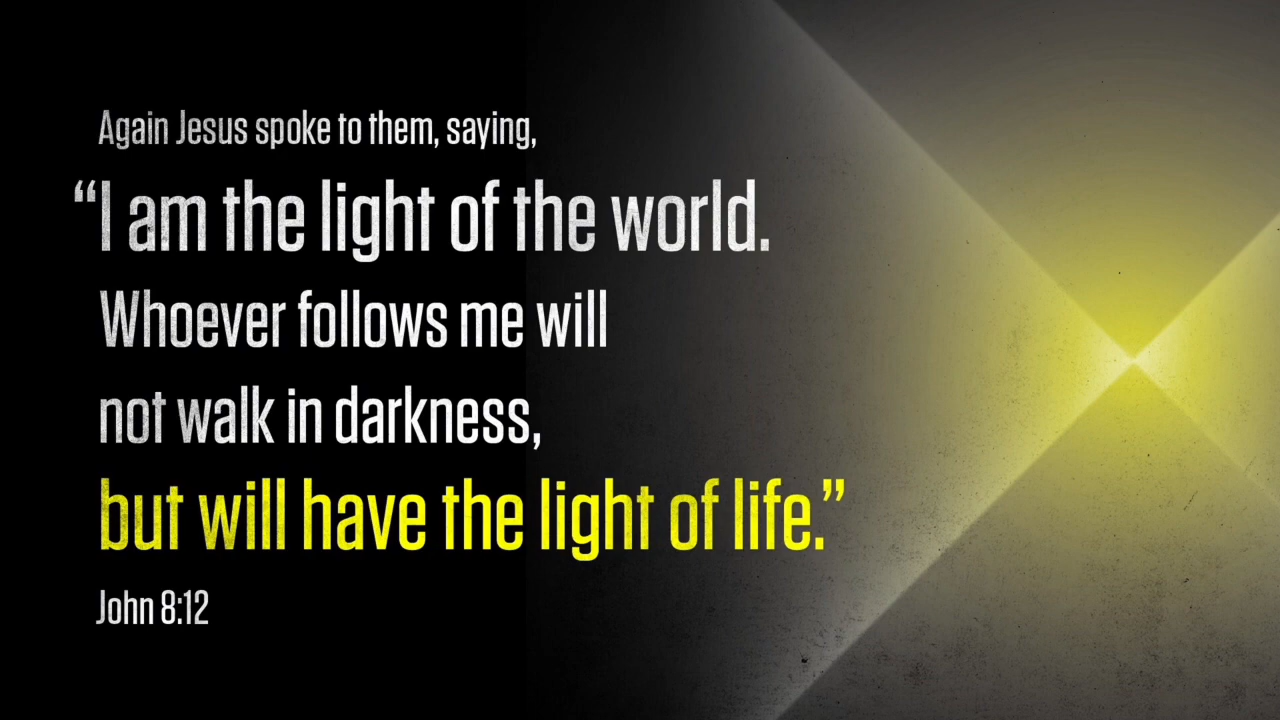 Again Jesus spoke to them, saying,
“I am the light of the world.
Whoever follows me will
not walk in darkness,
but will have the light of life.”
John 8:12